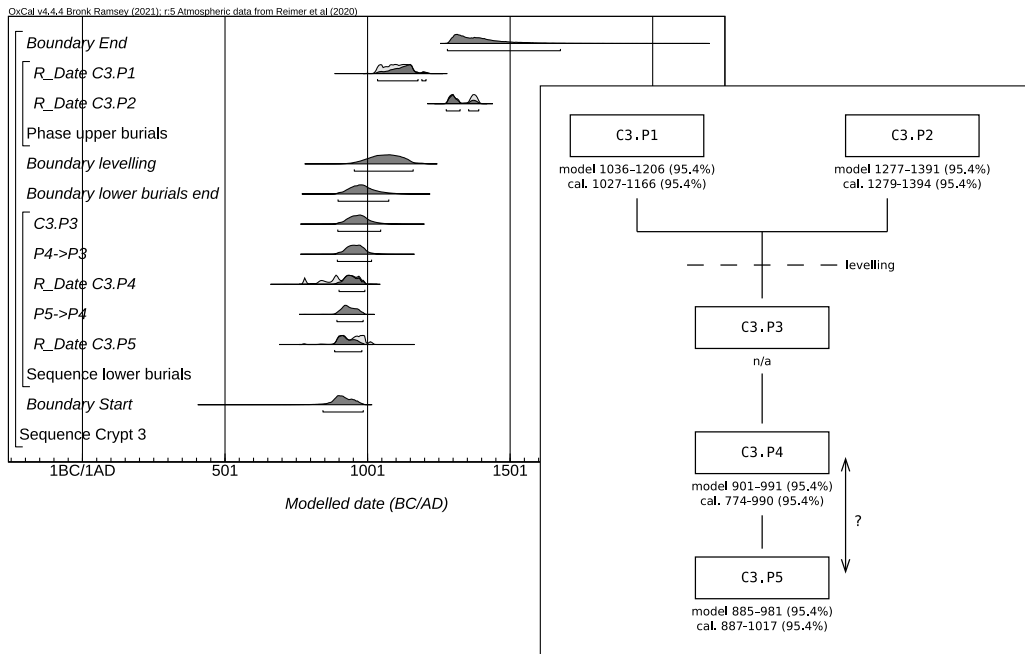 OxCal v4.4.4 Bronk Ramsey (2021); r:5 Atmospheric data from Reimer et al (2020)
Boundary End
R_Date C3.P1
R_Date C3.P2
Phase upper burials
Boundary levelling
Boundary lower burials end
C3.P3
P4->P3
R_Date C3.P4
P5->P4
R_Date C3.P5
Sequence lower burials
Boundary Start
Sequence Crypt 3
1BC/1AD 501 1001 1501
Modelled date (BC/AD)
C3.P1 C3.P2
model 1036–1206 (95.4%) model 1277–1391 (95.4%)
cal. 1027-1166 (95.4%) cal. 1279-1394 (95.4%)
levelling
C3.P3
n/a
C3.P4
model 901–991 (95.4%)
cal. 774-990 (95.4%)
?
C3.P5
model 885–981 (95.4%)
cal. 887-1017 (95.4%)